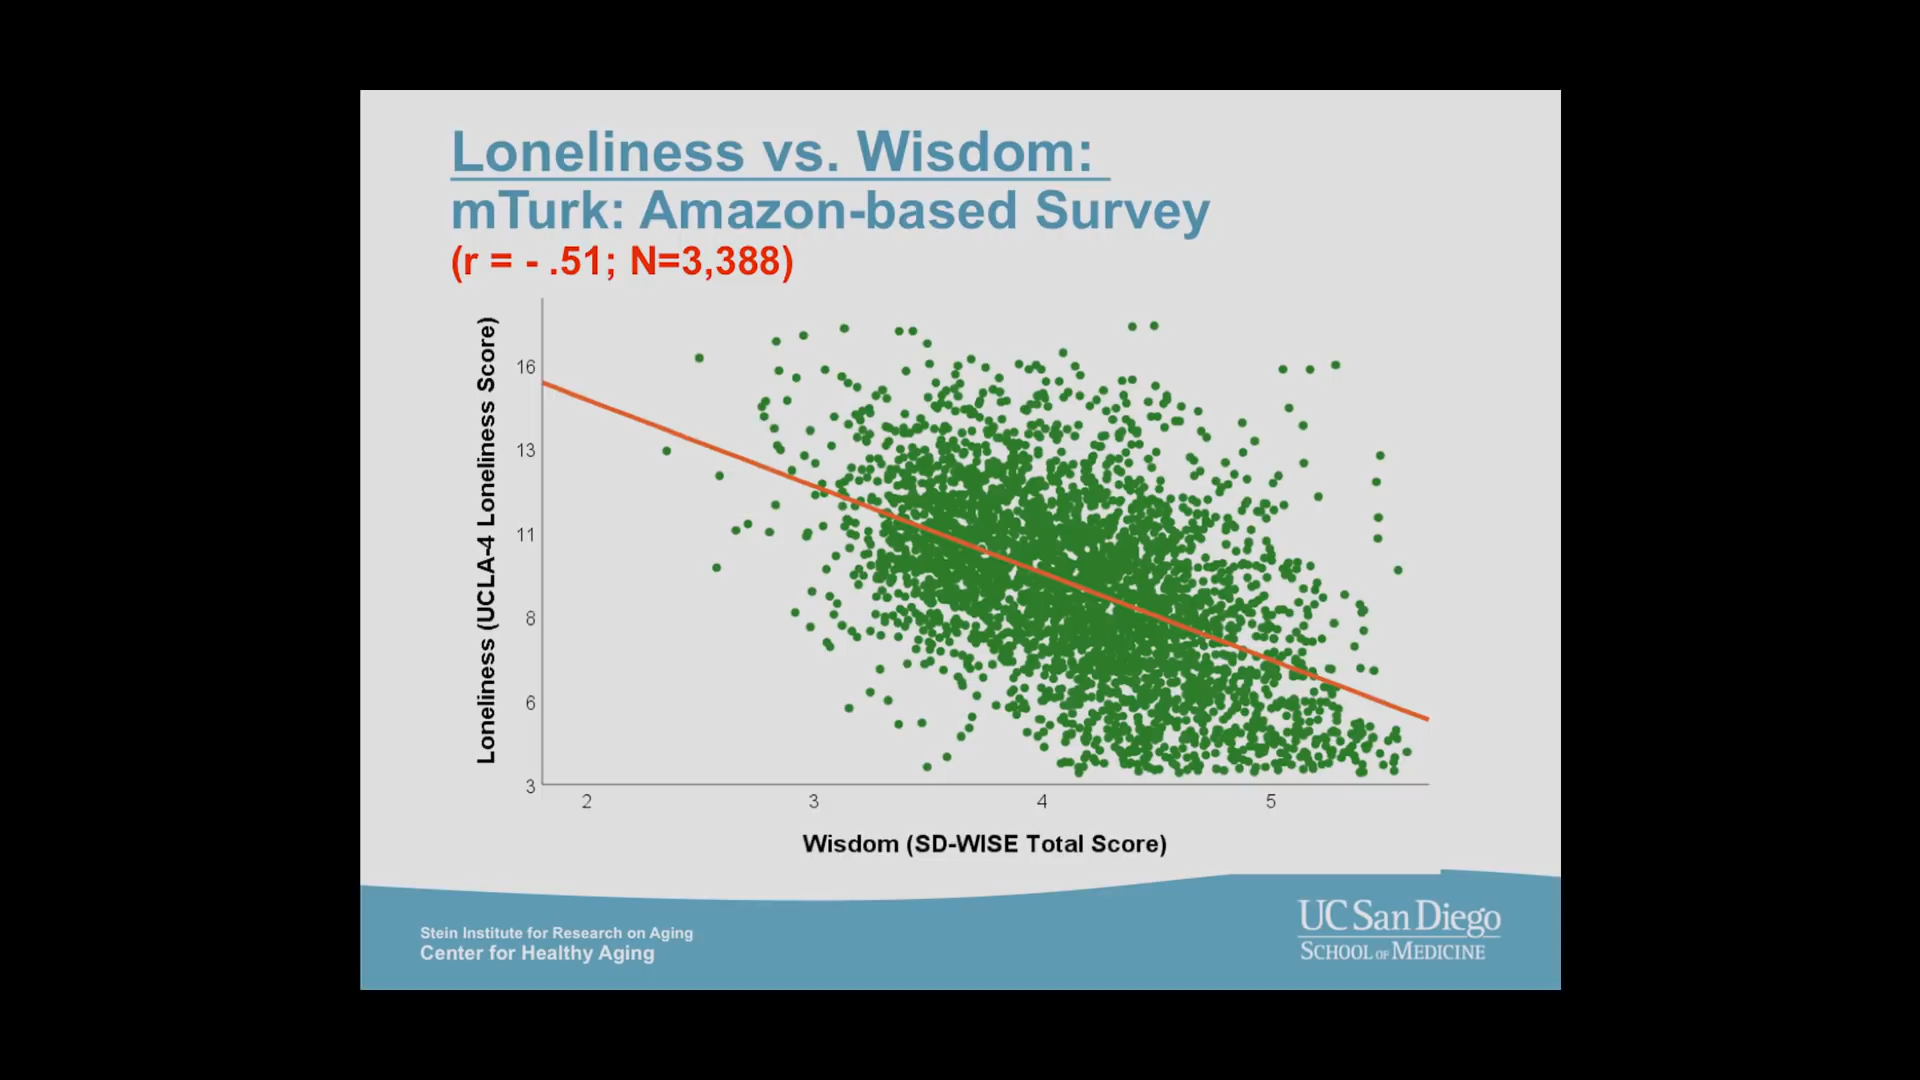 Loneliness vs. Wisdom:
mTurk: Amazon-based Survey
(r = - .51; N=3,388)
Loneliness (UCLA-4 Loneliness Score)
16
13
11
8
6
3
2 3 4 5
Wisdom (SD-WISE Total Score)
Stein Institute for Research on Aging
Center for Healthy Aging
UC San Diego
SCHOOL OF MEDICINE